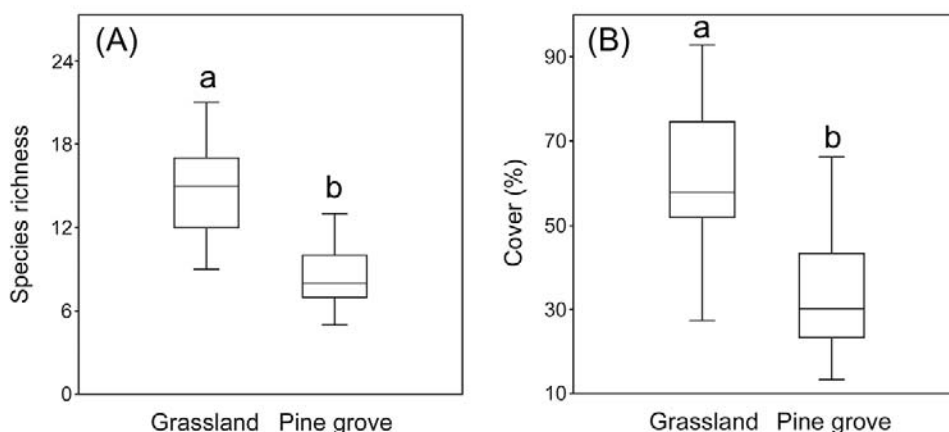 (A)
Species richness
24
18
12
6
0
a
b
Grassland Pine grove
(B)
Cover (%)
90
70
50
30
10
a
b
Grassland Pine grove